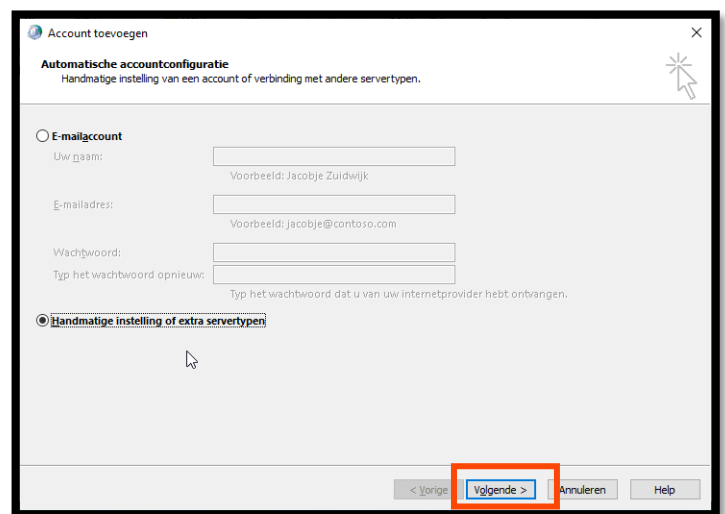 Account toevoegen
Automatische accountconfiguratie
Handmatige instelling van een account of verbinding met andere servertypen.
E-mailaccount
Uw naam:
Voorbeeld: Jacobje Zuidwijk
E-mailadres:
Voorbeeld: jacobje@contoso.com
Wachtwoord:
Typ het wachtwoord opnieuw:
Typ het wachtwoord dat u van uw internetprovider hebt ontvangen.
Handmatige instelling of extra servertypen
< Vorige Volgende > Annuleren Help